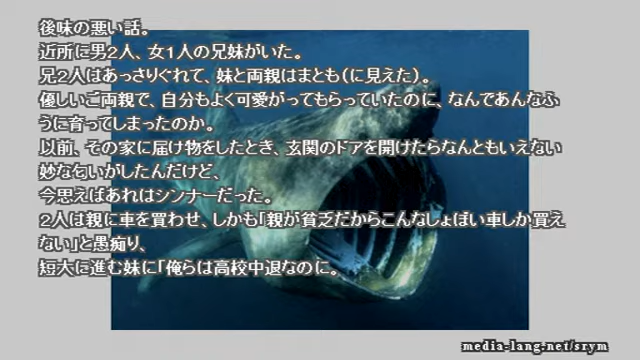 後味の悪い話。
近所に男２人、女１人の兄妹がいた。
兄２人はあっさりぐれて、妹と両親はまとも（に見えた）。
優しいご両親で、自分もよく可愛がってもらっていたのに、なんであんなふ
うに育ってしまったのか。
以前、その家に届け物をしたとき、玄関のドアを開けたらなんともいえない
妙な匂いがしたんだけど、
今思えばあれはシンナーだった。
２人は親に車を買わせ、しかも「親が貧乏だからこんなしょぼい車しか買え
ない」と愚痴り、
短大に進む妹に「俺らは高校中退なのに。
media-lang-net/srym